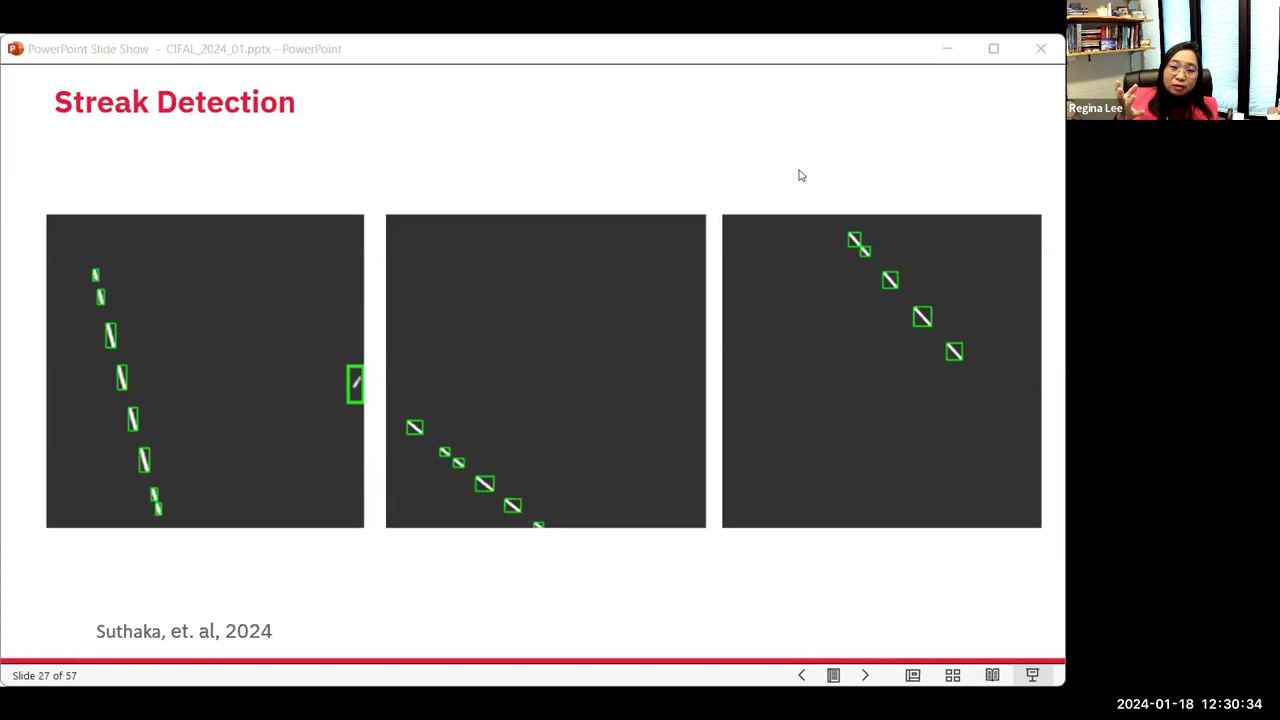 PowerPoint Slide Show - CIFAL_2024_01.pptx - PowerPoint
Regina Lee
Streak Detection
Suthaka, et. al, 2024
Slide 27 of 57
2024-01-18 12:30:34